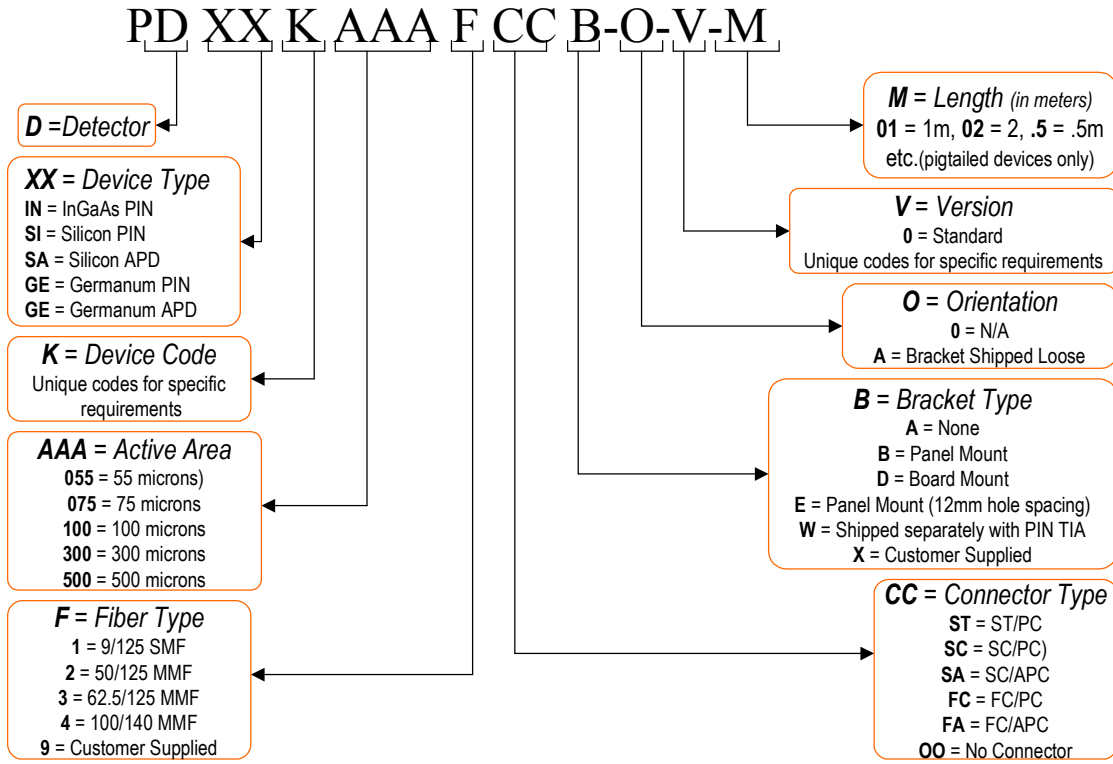 PD XX K AAA F CC B-O-V-M
D =Detector
XX = Device Type
IN = InGaAs PIN
SI = Silicon PIN
SA = Silicon APD
GE = Germanum PIN
GE = Germanum APD
K = Device Code
Unique codes for specific
requirements
AAA = Active Area
055 = 55 microns)
075 = 75 microns
100 = 100 microns
300 = 300 microns
500 = 500 microns
F = Fiber Type
1 = 9/125 SMF
2 = 50/125 MMF
3 = 62.5/125 MMF
4 = 100/140 MMF
9 = Customer Supplied
M = Length (in meters)
01 = 1m, 02 = 2, .5 = .5m
etc.(pigtailed devices only)
V = Version
0 = Standard
Unique codes for specific requirements
O = Orientation
0 = N/A
A = Bracket Shipped Loose
B = Bracket Type
A = None
B = Panel Mount
D = Board Mount
E = Panel Mount (12mm hole spacing)
W = Shipped separately with PIN TIA
X = Customer Supplied
CC = Connector Type
ST = ST/PC
SC = SC/PC)
SA = SC/APC
FC = FC/PC
FA = FC/APC
OO = No Connector